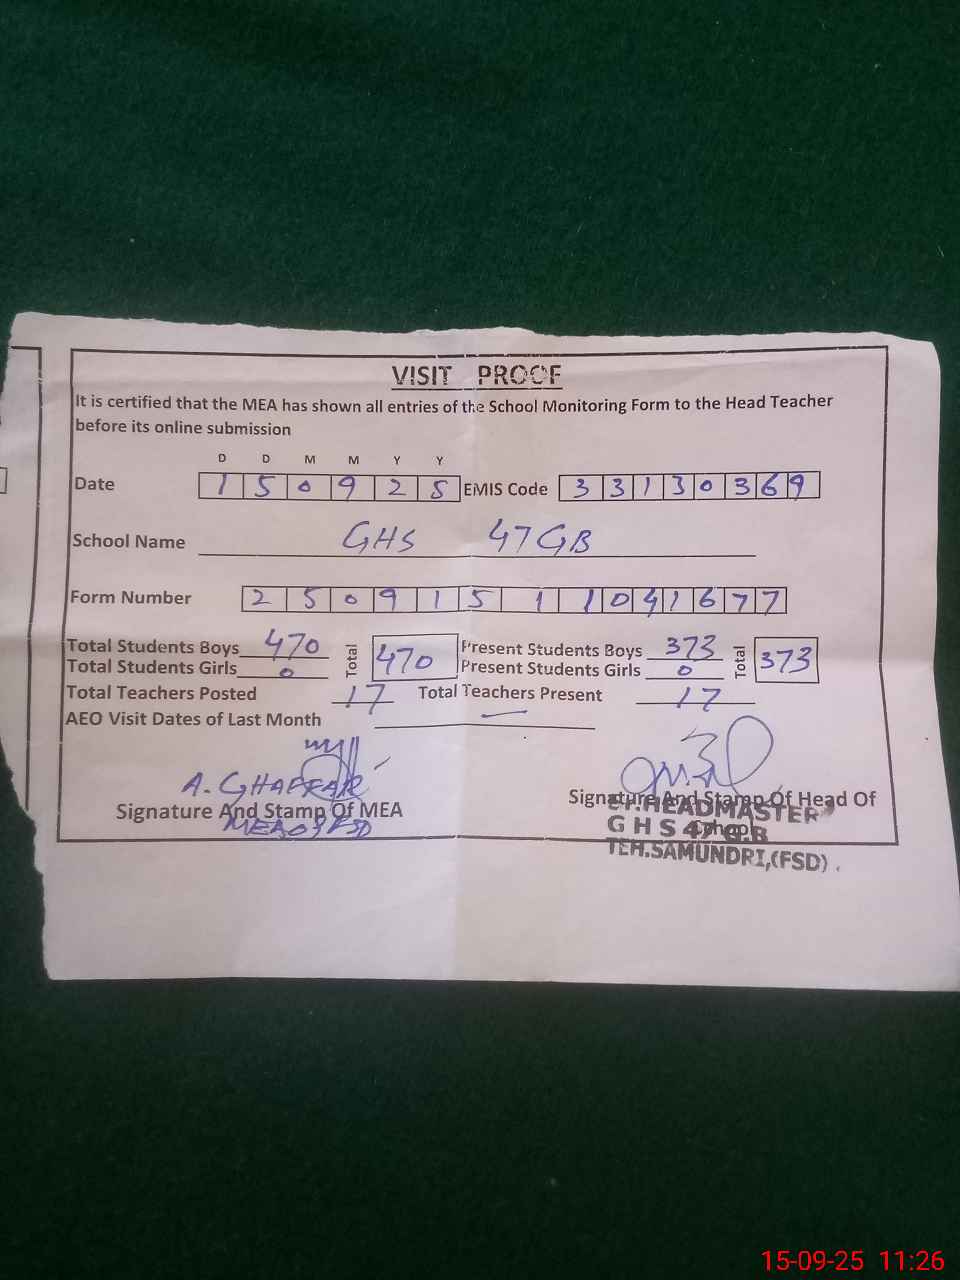 VISIT PROOF
It is certified that the MEA has shown all entries of the School Monitoring Form to the Head Teacher
before its online submission
D D M M Y Y
Date 1 5 0 9 2 5 EMIS Code 3 3 1 3 0 3 6 9
School Name GHS 47GB
Form Number 2 5 0 9 1 5 1 1 0 4 1 6 7 7
Total Students Boys 470 Total 470 Present Students Boys 373 Total 373
Total Students Girls 0 Present Students Girls 0
Total Teachers Posted 17 Total Teachers Present 17
AEO Visit Dates of Last Month —
A. GHAFFAR
Signature And Stamp Of MEA Signature And Stamp Of Head Of
School
HEADMASTER
GHS 47 G.B
TEH.SAMUNDRI,(FSD).
15-09-25 11:26